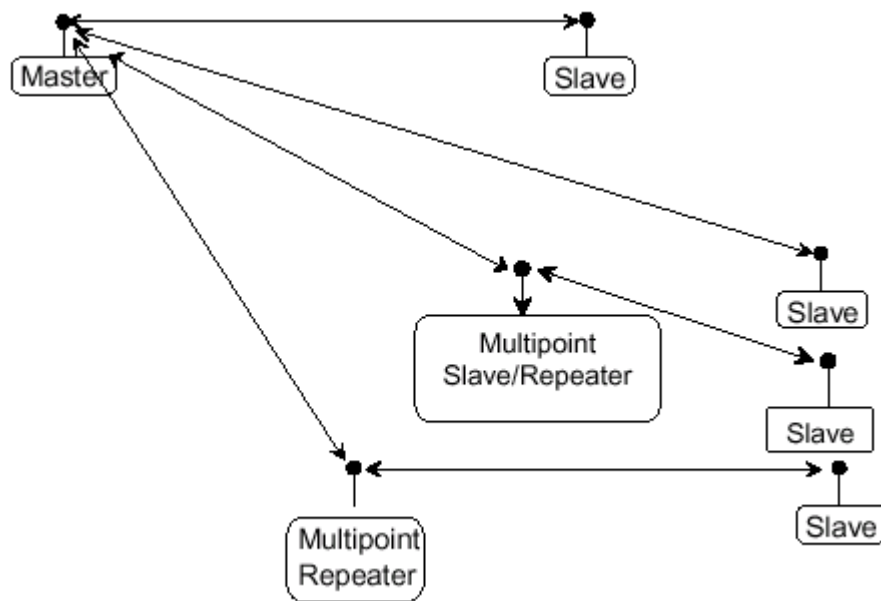 Master
Slave
Slave
Multipoint
Slave/Repeater
Slave
Slave
Multipoint
Repeater